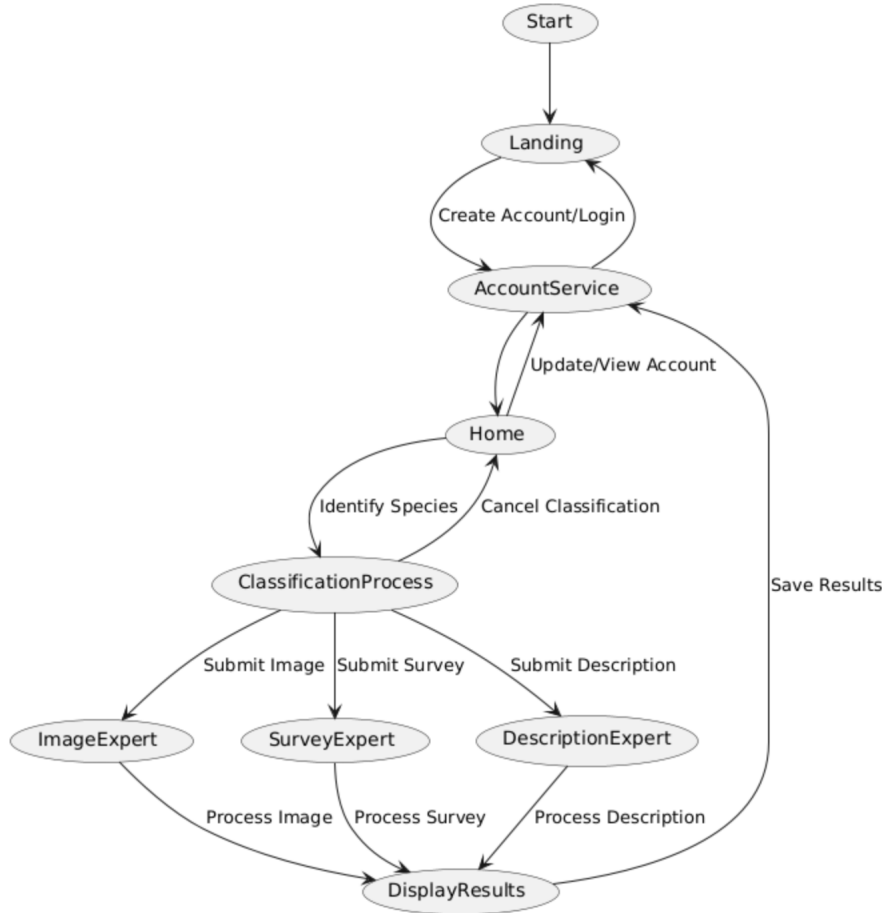 Start
Landing
Create Account/Login
AccountService
Update/View Account
Home
Identify Species
Cancel Classification
ClassificationProcess
Save Results
Submit Image
Submit Survey
Submit Description
ImageExpert
SurveyExpert
DescriptionExpert
Process Image
Process Survey
Process Description
DisplayResults